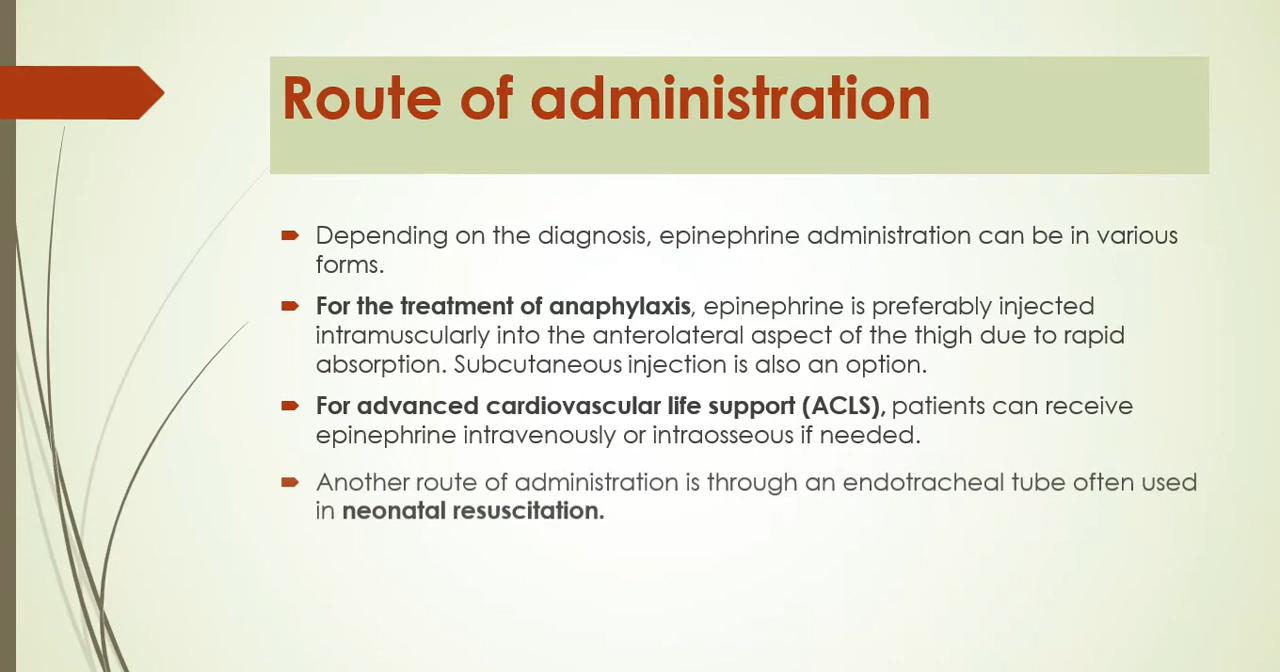 Route of administration
Depending on the diagnosis, epinephrine administration can be in various
forms.
For the treatment of anaphylaxis, epinephrine is preferably injected
intramuscularly into the anterolateral aspect of the thigh due to rapid
absorption. Subcutaneous injection is also an option.
For advanced cardiovascular life support (ACLS), patients can receive
epinephrine intravenously or intraosseous if needed.
Another route of administration is through an endotracheal tube often used
in neonatal resuscitation.